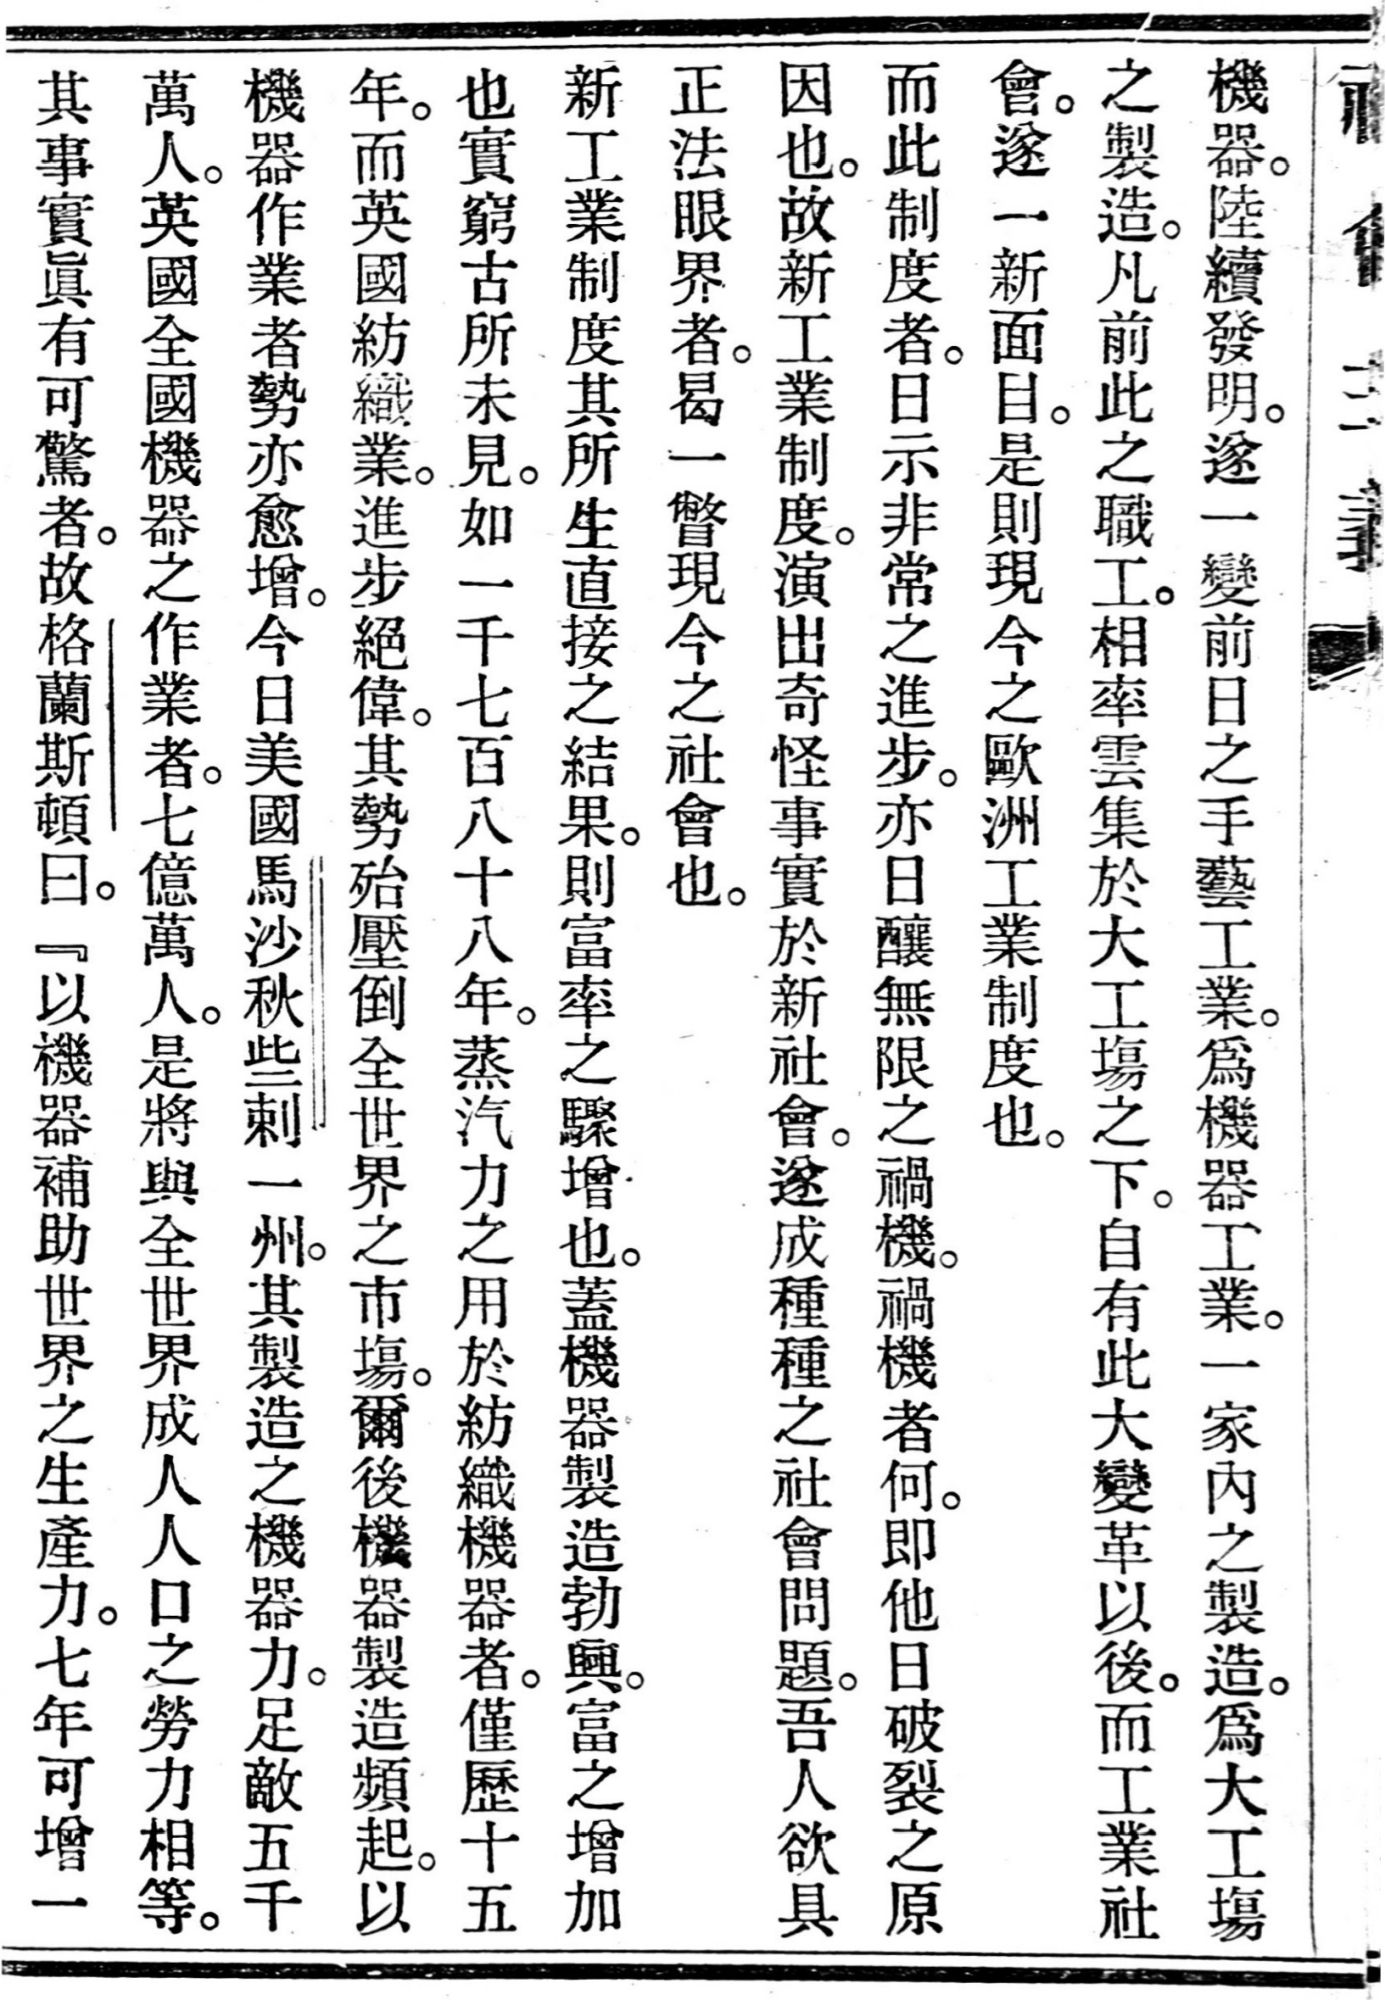 社會主義
機器。陸續發明。遂一變前日之手藝工業。爲機器工業。一家內之製造。爲大工塲
之製造。凡前此之職工。相率雲集於大工塲之下。自有此大變革以後。而工業社
會。遂一新面目。是則現今之歐洲工業制度也。
而此制度者。日示非常之進步。亦日釀無限之禍機。禍機者何。即他日破裂之原
因也。故新工業制度。演出奇怪事實於新社會。遂成種種之社會問題。吾人欲具
正法眼界者。曷一瞥現今之社會也。
新工業制度其所生直接之結果。則富率之驟增也。蓋機器製造勃興。富之增加
也實窮古所未見。如一千七百八十八年。蒸汽力之用於紡織機器者。僅歷十五
年。而英國紡織業。進步絕偉。其勢殆壓倒全世界之市塲。爾後機器製造頻起。以
機器作業者勢亦愈增。今日美國馬沙秋些剌一州。其製造之機器力。足敵五千
萬人。英國全國機器之作業者。七億萬人。是將與全世界成人人口之勞力相等。
其事實眞有可驚者。故格蘭斯頓曰。『以機器補助世界之生產力。七年可增一